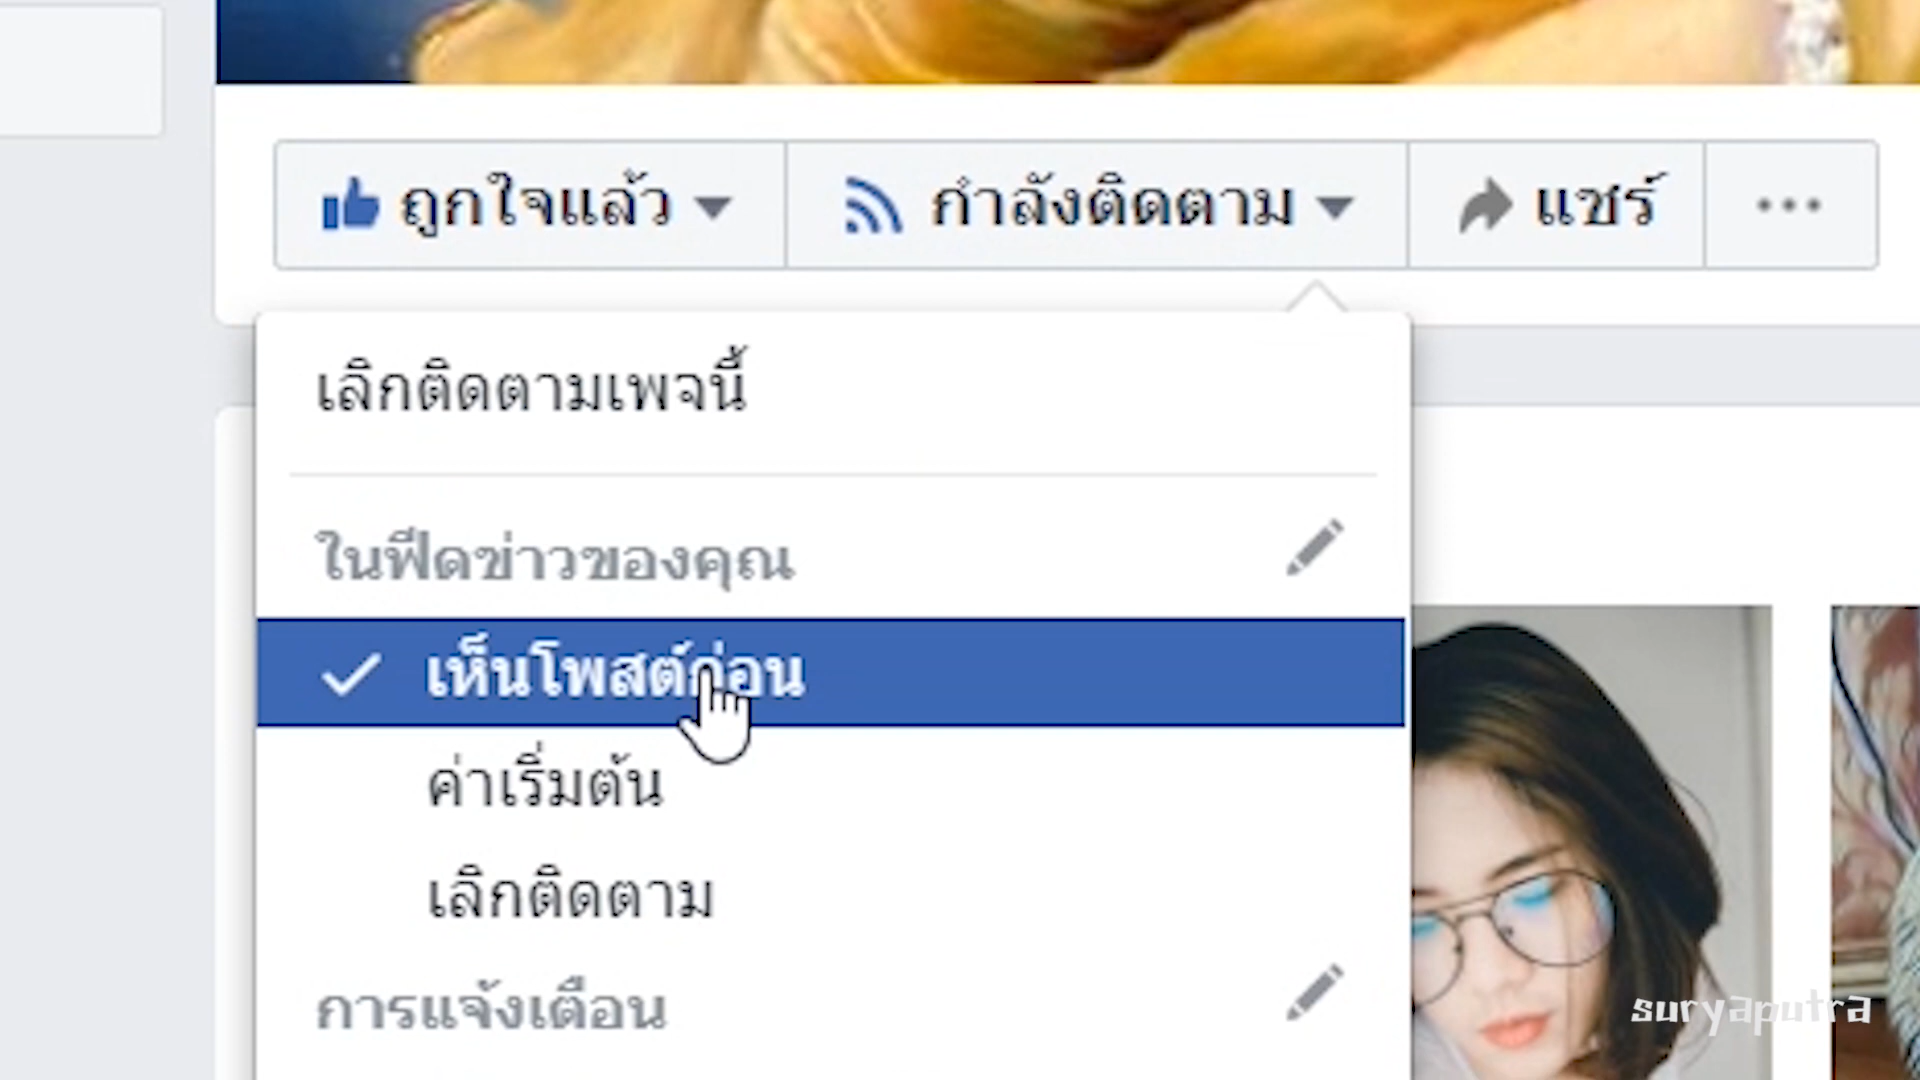 ถูกใจแล้ว กำลังติดตาม แชร์
เลิกติดตามเพจนี้
ในฟีดข่าวของคุณ
เห็นโพสต์ก่อน
ค่าเริ่มต้น
เลิกติดตาม
การแจ้งเตือน
suryaputra